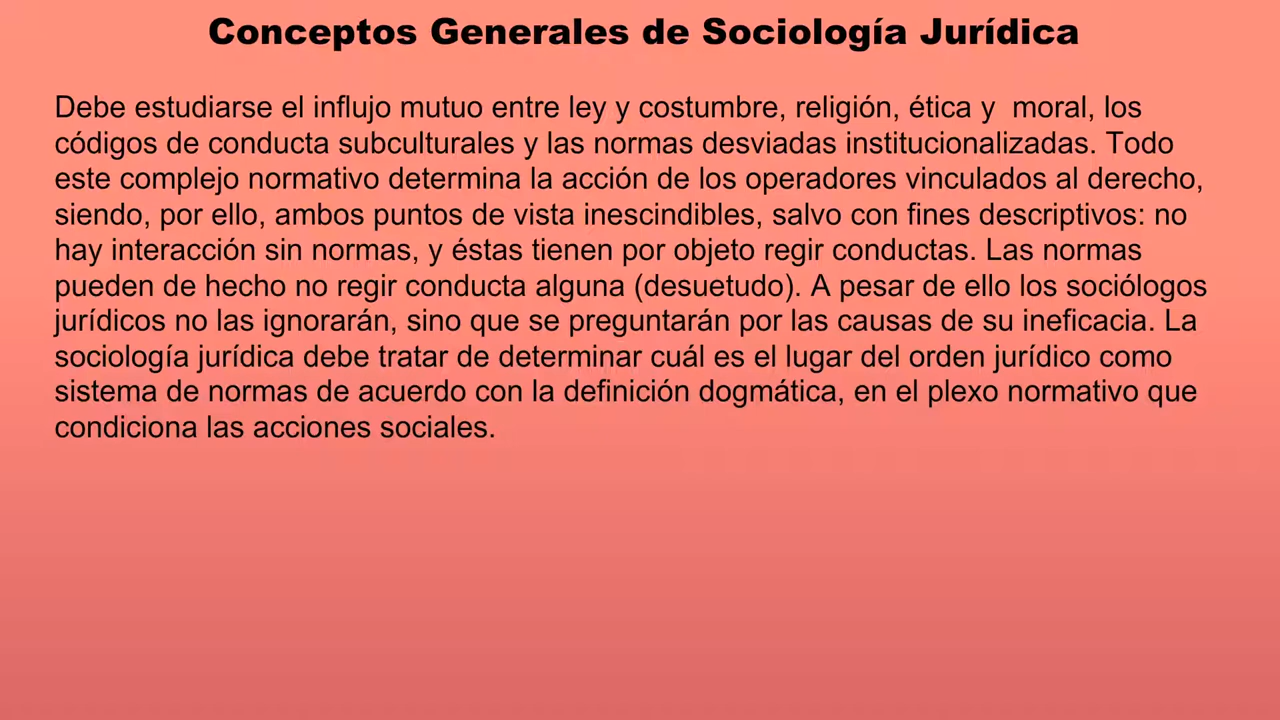 Conceptos Generales de Sociología Jurídica
Debe estudiarse el influjo mutuo entre ley y costumbre, religión, ética y  moral, los
códigos de conducta subculturales y las normas desviadas institucionalizadas. Todo
este complejo normativo determina la acción de los operadores vinculados al derecho,
siendo, por ello, ambos puntos de vista inescindibles, salvo con fines descriptivos: no
hay interacción sin normas, y éstas tienen por objeto regir conductas. Las normas
pueden de hecho no regir conducta alguna (desuetudo). A pesar de ello los sociólogos
jurídicos no las ignorarán, sino que se preguntarán por las causas de su ineficacia. La
sociología jurídica debe tratar de determinar cuál es el lugar del orden jurídico como
sistema de normas de acuerdo con la definición dogmática, en el plexo normativo que
condiciona las acciones sociales.